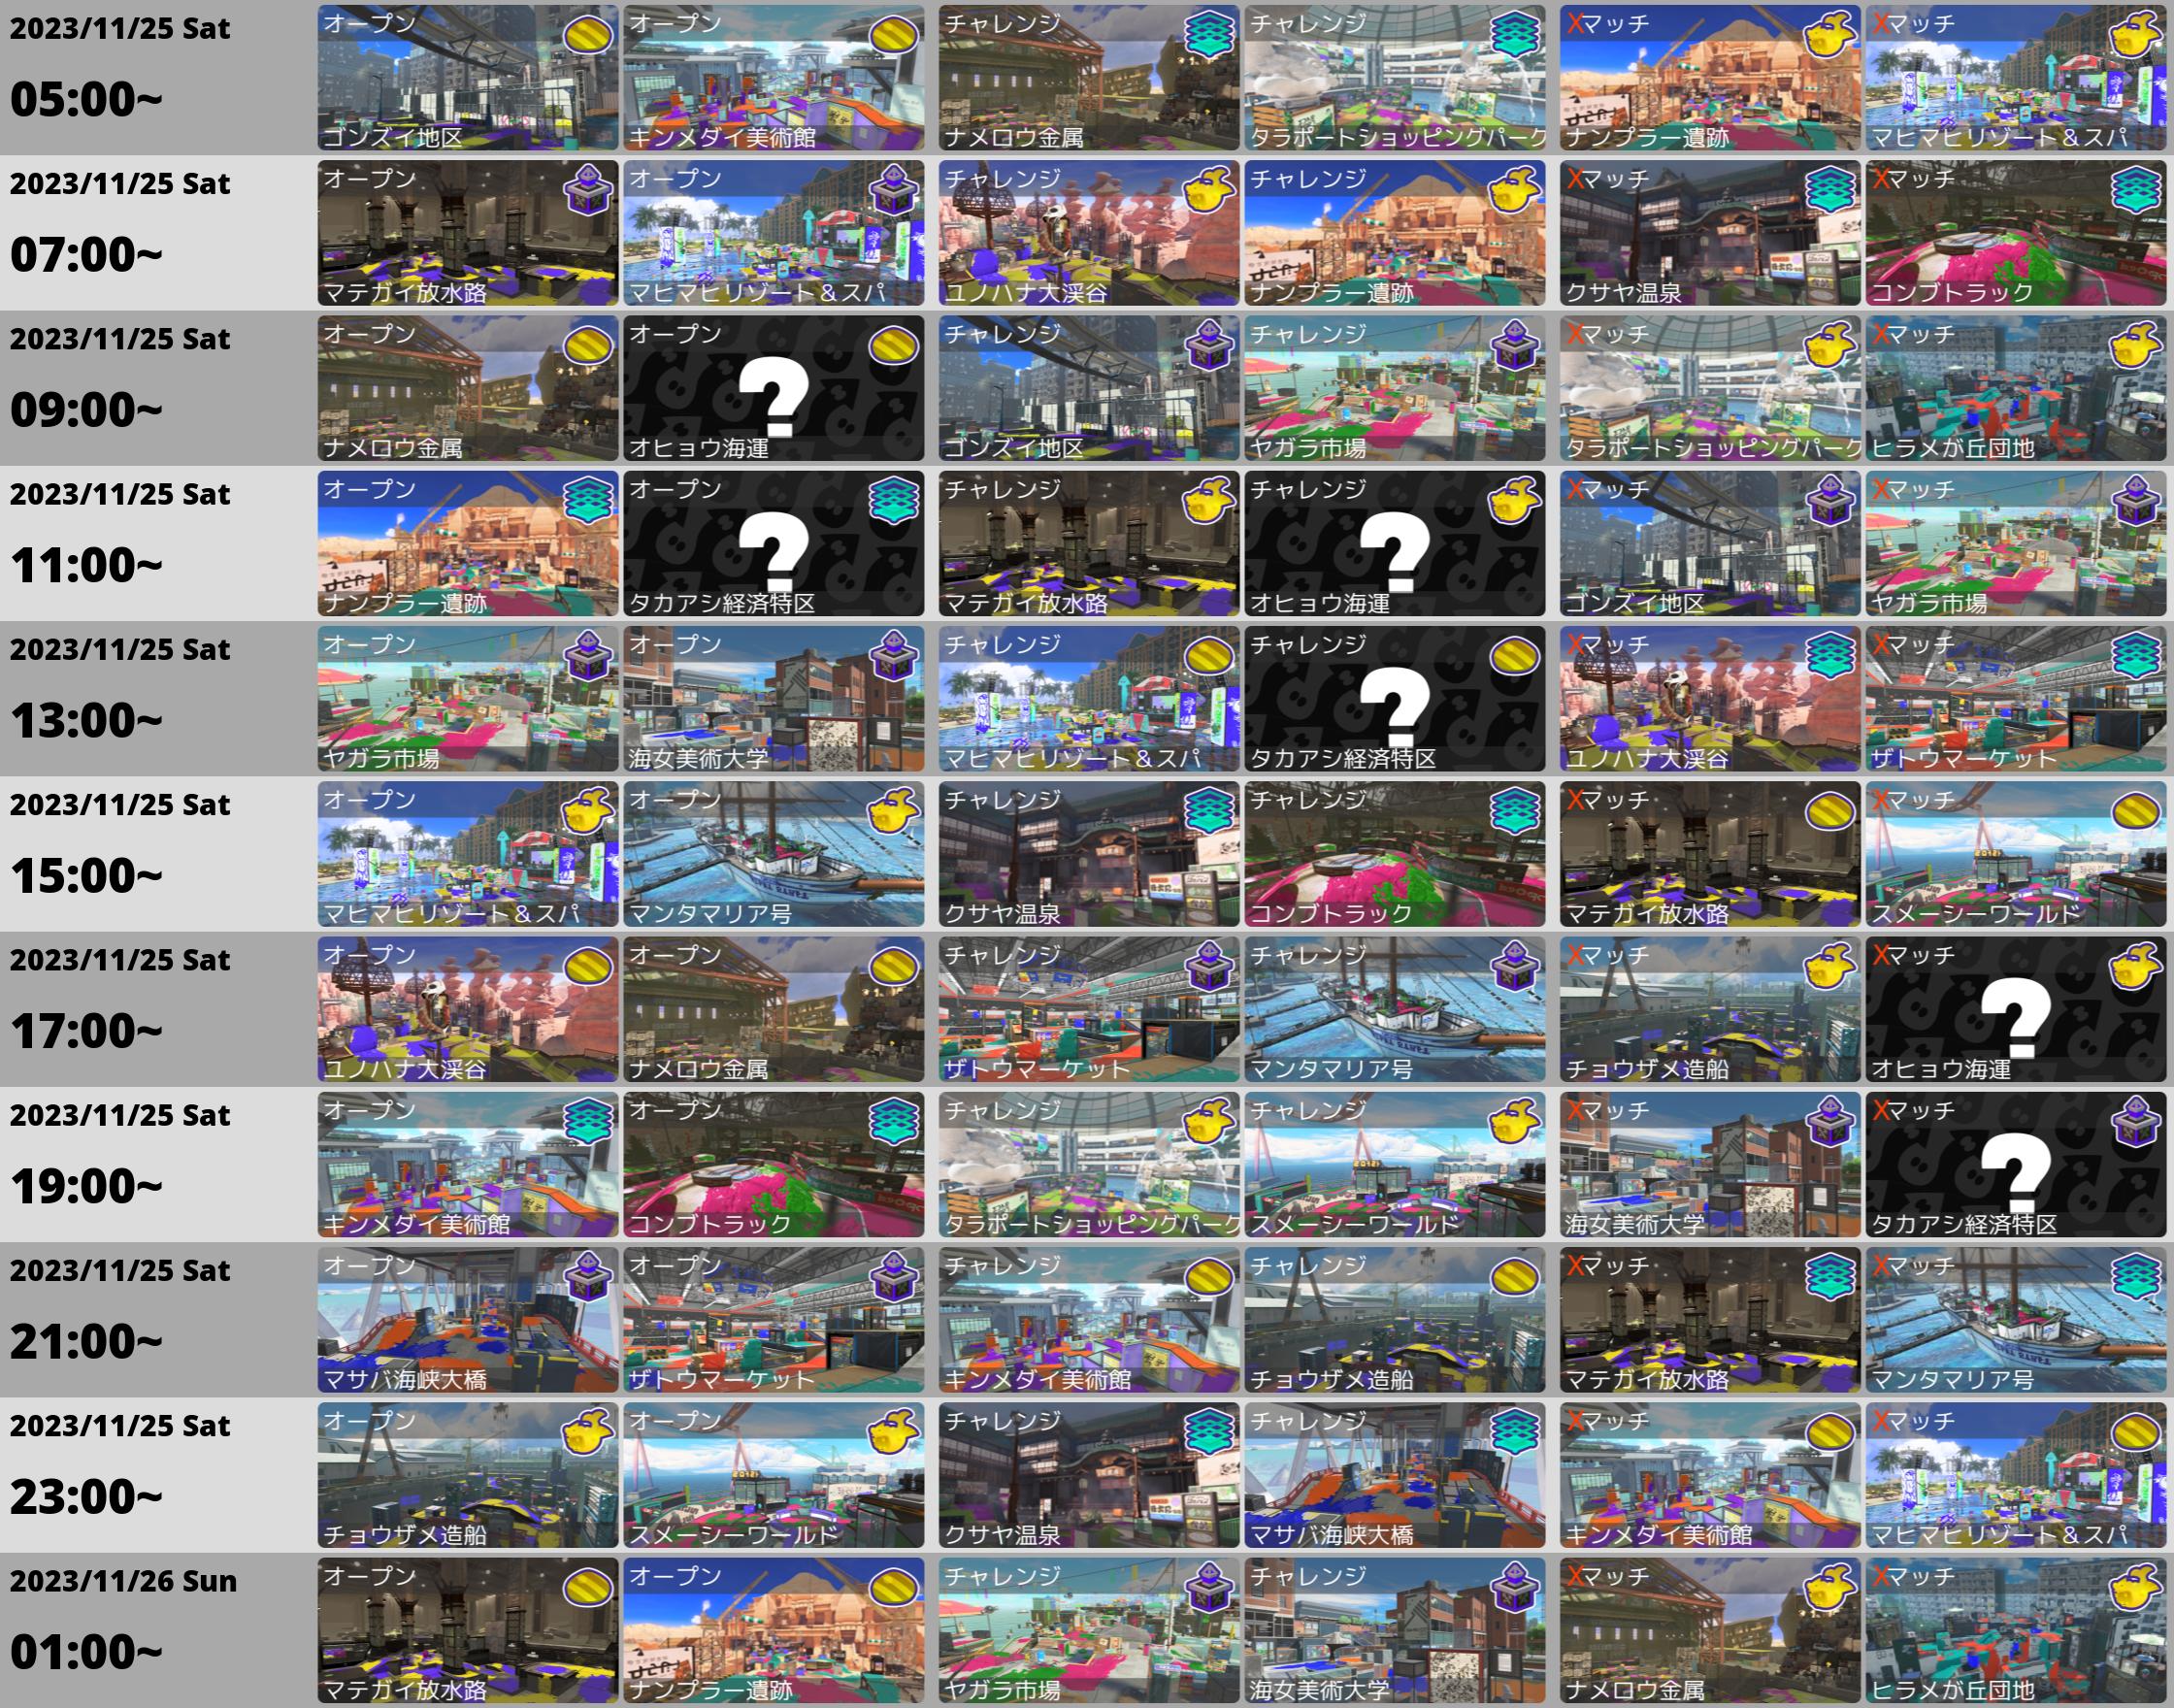 2023/11/25 Sat
05:00~
オープン オープン チャレンジ チャレンジ Xマッチ Xマッチ
ゴンズイ地区 キンメダイ美術館 ナメロウ金属 タラポートショッピングパーク ナンプラー遺跡 マヒマヒリゾート＆スパ
2023/11/25 Sat
07:00~
オープン オープン チャレンジ チャレンジ Xマッチ Xマッチ
マテガイ放水路 マヒマヒリゾート＆スパ ユノハナ大渓谷 ナンプラー遺跡 クサヤ温泉 コンブトラック
2023/11/25 Sat
09:00~
オープン オープン チャレンジ チャレンジ Xマッチ Xマッチ
?
ナメロウ金属 オヒョウ海運 ゴンズイ地区 ヤガラ市場 タラポートショッピングパーク ヒラメが丘団地
2023/11/25 Sat
11:00~
オープン オープン チャレンジ チャレンジ Xマッチ Xマッチ
? ?
ナンプラー遺跡 タカアシ経済特区 マテガイ放水路 オヒョウ海運 ゴンズイ地区 ヤガラ市場
2023/11/25 Sat
13:00~
オープン オープン チャレンジ チャレンジ Xマッチ Xマッチ
?
ヤガラ市場 海女美術大学 マヒマヒリゾート＆スパ タカアシ経済特区 ユノハナ大渓谷 ザトウマーケット
2023/11/25 Sat
15:00~
オープン オープン チャレンジ チャレンジ Xマッチ Xマッチ
マヒマヒリゾート＆スパ マンタマリア号 クサヤ温泉 コンブトラック マテガイ放水路 スメーシーワールド
2023/11/25 Sat
17:00~
オープン オープン チャレンジ チャレンジ Xマッチ Xマッチ
?
ユノハナ大渓谷 ナメロウ金属 ザトウマーケット マンタマリア号 チョウザメ造船 オヒョウ海運
2023/11/25 Sat
19:00~
オープン オープン チャレンジ チャレンジ Xマッチ Xマッチ
?
キンメダイ美術館 コンブトラック タラポートショッピングパーク スメーシーワールド 海女美術大学 タカアシ経済特区
2023/11/25 Sat
21:00~
オープン オープン チャレンジ チャレンジ Xマッチ Xマッチ
マサバ海峡大橋 ザトウマーケット キンメダイ美術館 チョウザメ造船 マテガイ放水路 マンタマリア号
2023/11/25 Sat
23:00~
オープン オープン チャレンジ チャレンジ Xマッチ Xマッチ
チョウザメ造船 スメーシーワールド クサヤ温泉 マサバ海峡大橋 キンメダイ美術館 マヒマヒリゾート＆スパ
2023/11/26 Sun
01:00~
オープン オープン チャレンジ チャレンジ Xマッチ Xマッチ
マテガイ放水路 ナンプラー遺跡 ヤガラ市場 海女美術大学 ナメロウ金属 ヒラメが丘団地